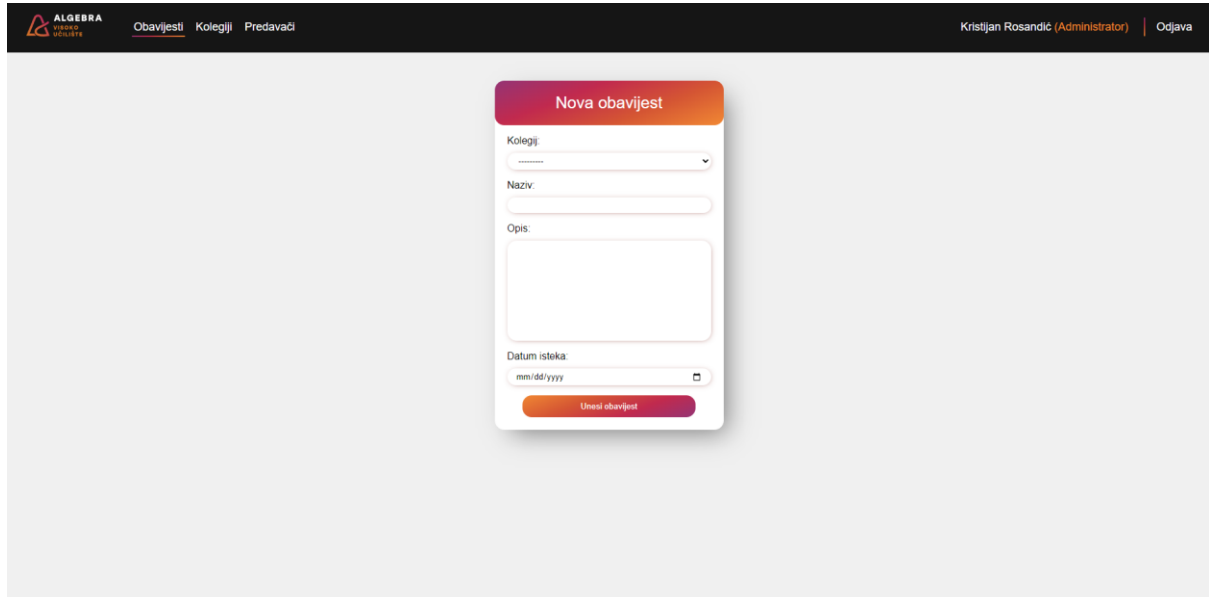 ALGEBRA
VISOKO
UČILIŠTE
Obavijesti Kolegiji Predavači
Kristijan Rosandić (Administrator) Odjava
Nova obavijest
Kolegij:
---------
Naziv:
Opis:
Datum isteka:
mm/dd/yyyy
Unesi obavijest